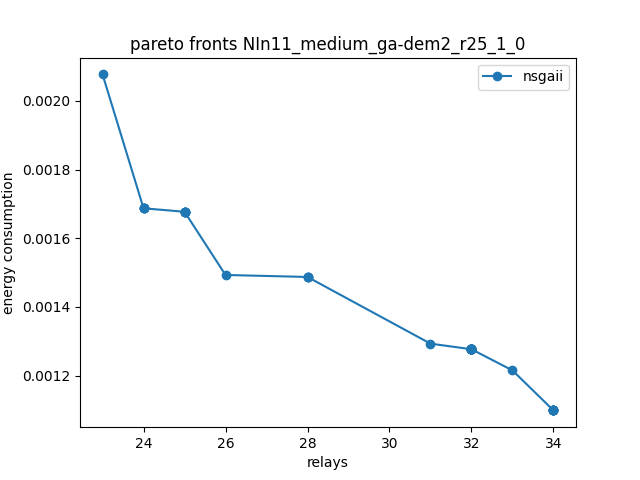 pareto fronts NIn11_medium_ga-dem2_r25_1_0
nsgaii
energy consumption
0.0020
0.0018
0.0016
0.0014
0.0012
24 26 28 30 32 34
relays